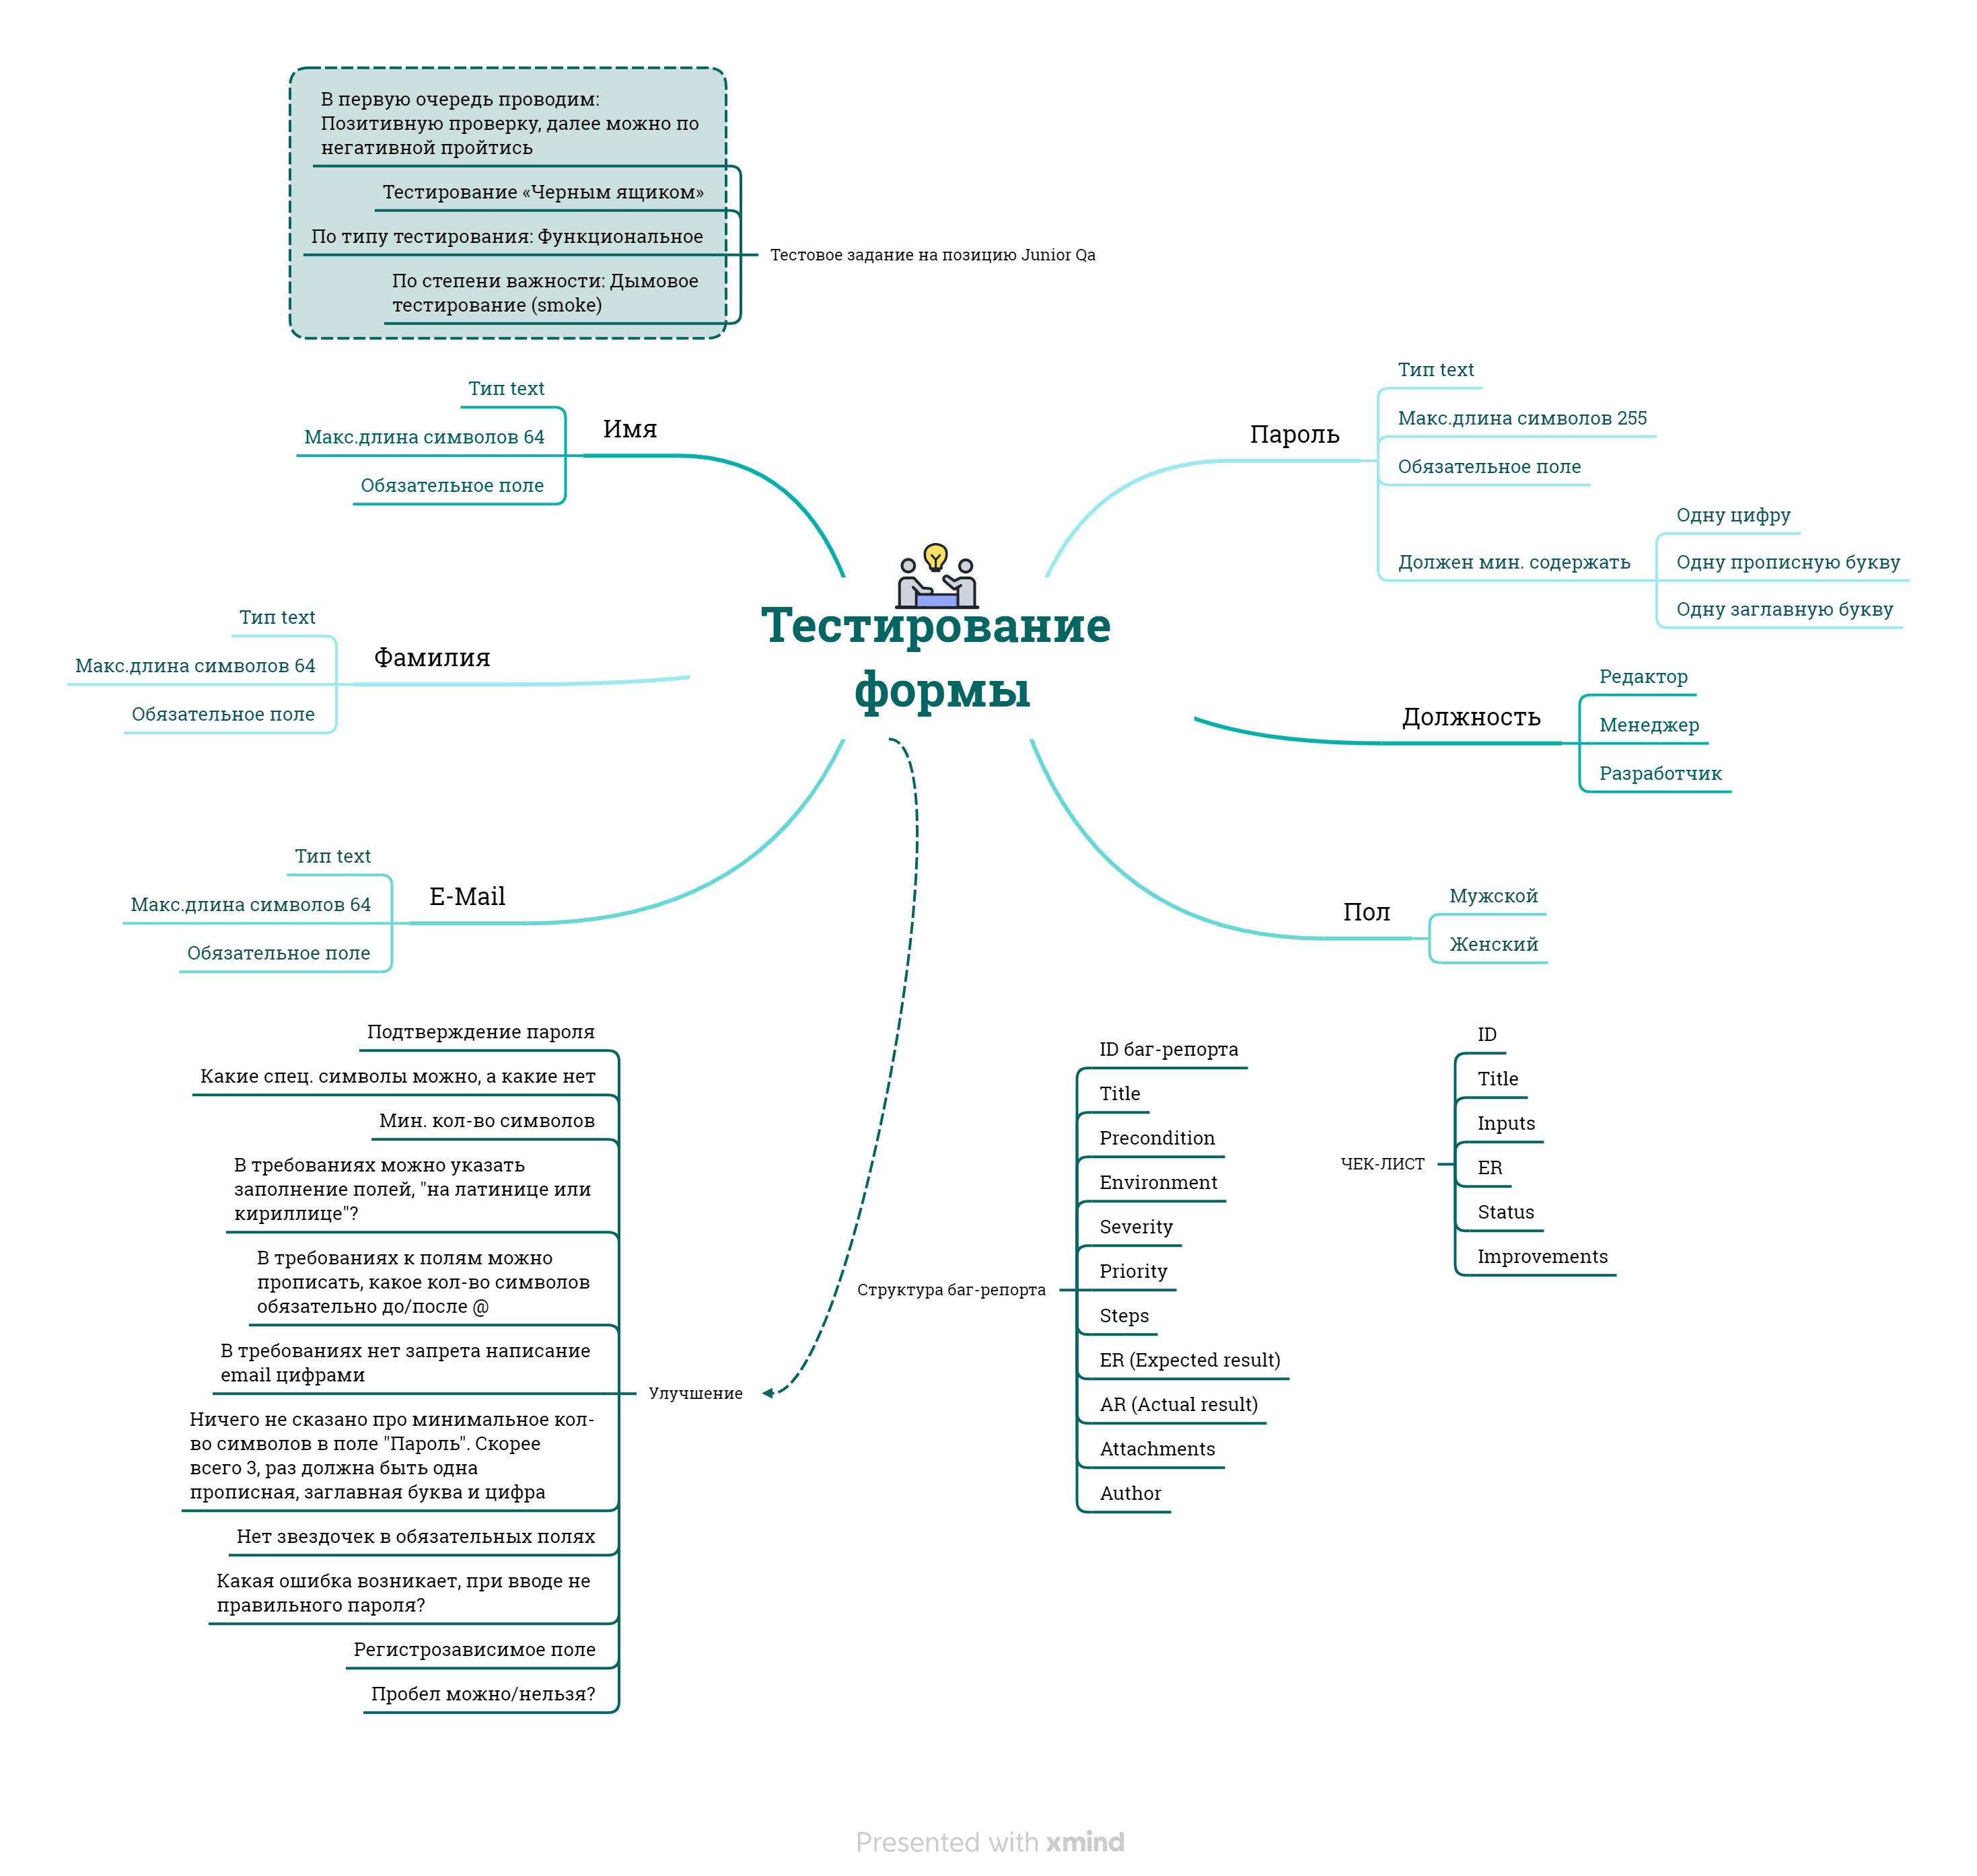 В первую очередь проводим:
Позитивную проверку, далее можно по
негативной пройтись
Тестирование «Черным ящиком»
По типу тестирования: Функциональное
По степени важности: Дымовое
тестирование (smoke)
Тестовое задание на позицию Junior Qa
Тип text
Макс.длина символов 64
Обязательное поле
Имя
Тип text
Макс.длина символов 64
Обязательное поле
Фамилия
Тип text
Макс.длина символов 64
Обязательное поле
E-Mail
Тестирование
формы
Пароль
Тип text
Макс.длина символов 255
Обязательное поле
Должен мин. содержать
Одну цифру
Одну прописную букву
Одну заглавную букву
Должность
Редактор
Менеджер
Разработчик
Пол
Мужской
Женский
Подтверждение пароля
Какие спец. символы можно, а какие нет
Мин. кол-во символов
В требованиях можно указать
заполнение полей, "на латинице или
кириллице"?
В требованиях к полям можно
прописать, какое кол-во символов
обязательно до/после @
В требованиях нет запрета написание
email цифрами
Ничего не сказано про минимальное кол-
во символов в поле "Пароль". Скорее
всего 3, раз должна быть одна
прописная, заглавная буква и цифра
Нет звездочек в обязательных полях
Какая ошибка возникает, при вводе не
правильного пароля?
Регистрозависимое поле
Пробел можно/нельзя?
Улучшение
Структура баг-репорта
ID баг-репорта
Title
Precondition
Environment
Severity
Priority
Steps
ER (Expected result)
AR (Actual result)
Attachments
Author
ЧЕК-ЛИСТ
ID
Title
Inputs
ER
Status
Improvements
Presented with xmind